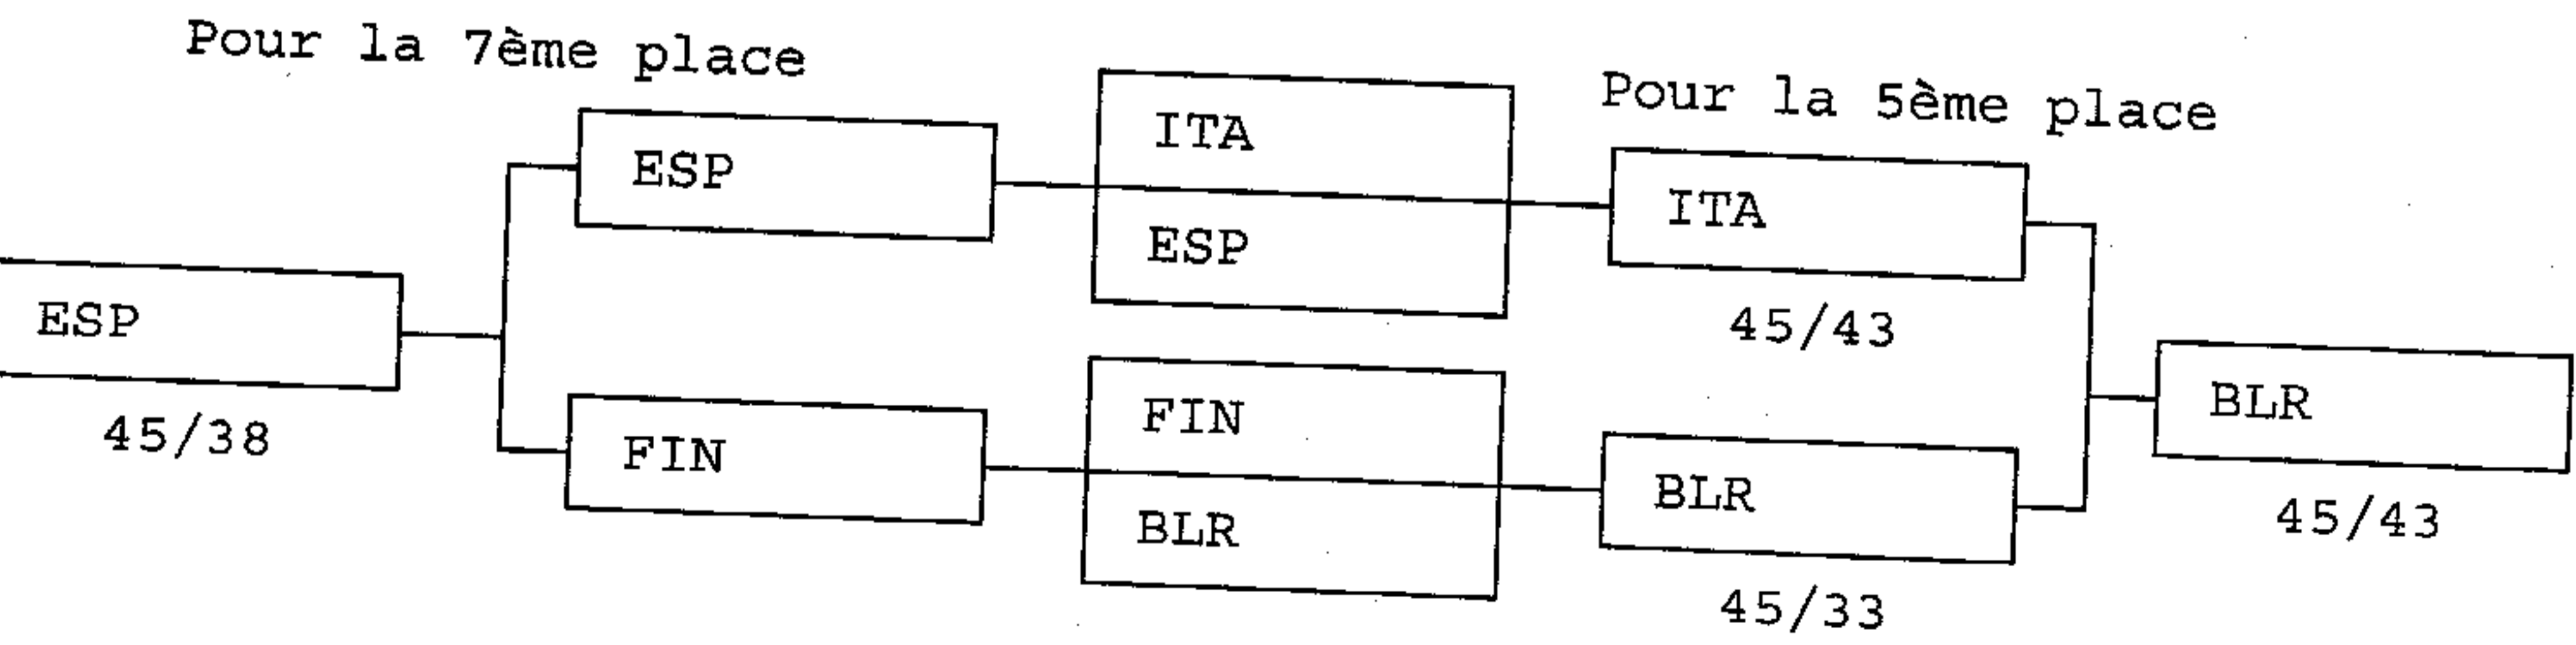 Pour la 7ème place
Pour la 5ème place
ITA
ESP
ITA
ESP
ESP
45/43
FIN
BLR
45/38
FIN
BLR
45/43
BLR
45/33